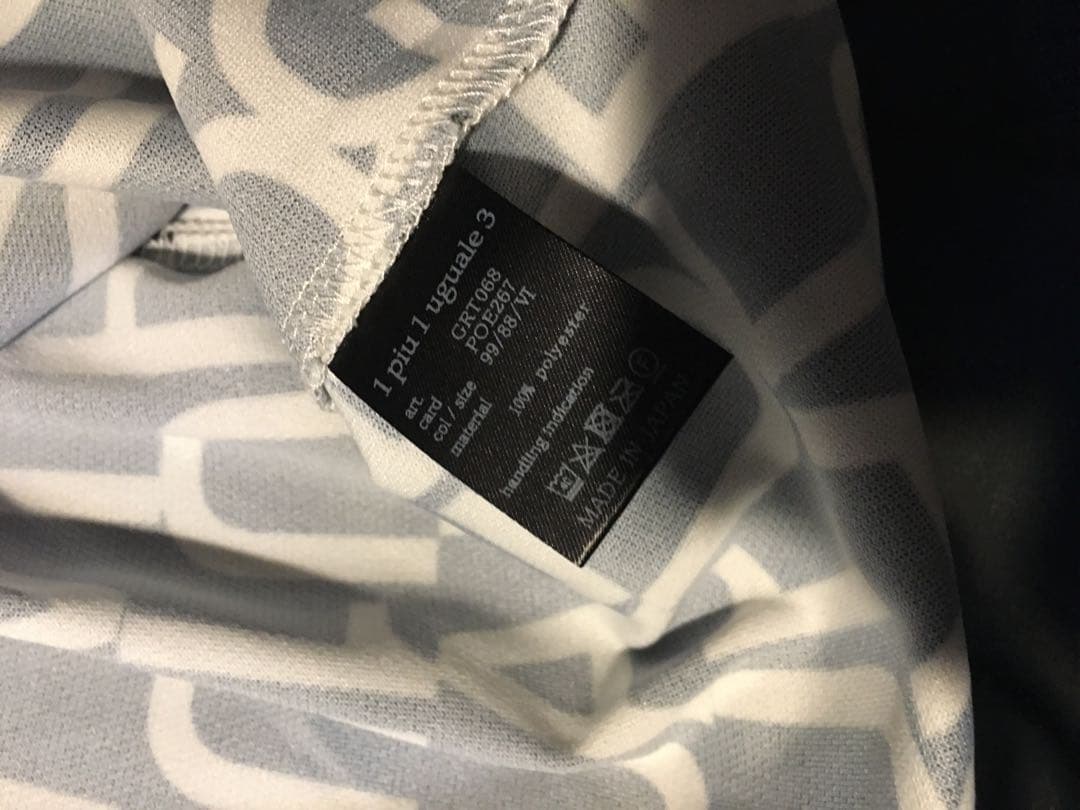 1 piu 1 uguale 3
art. GRT068
card POE267
col / size 99/88/VI
material
100% polyester
handling indication
MADE IN JAPAN